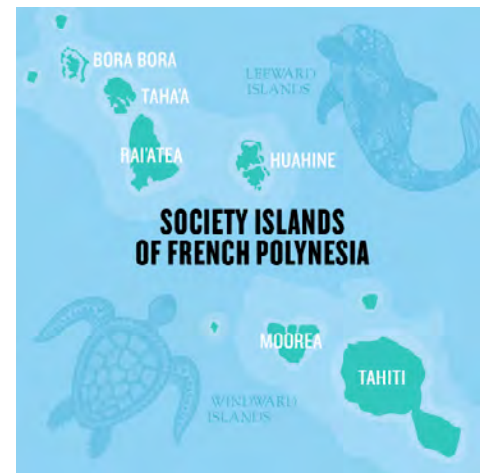 BORA BORA
LEEWARD
ISLANDS
TAHA'A
RAI'ATEA
HUAHINE
SOCIETY ISLANDS
OF FRENCH POLYNESIA
MOOREA
TAHITI
WINDWARD
ISLANDS